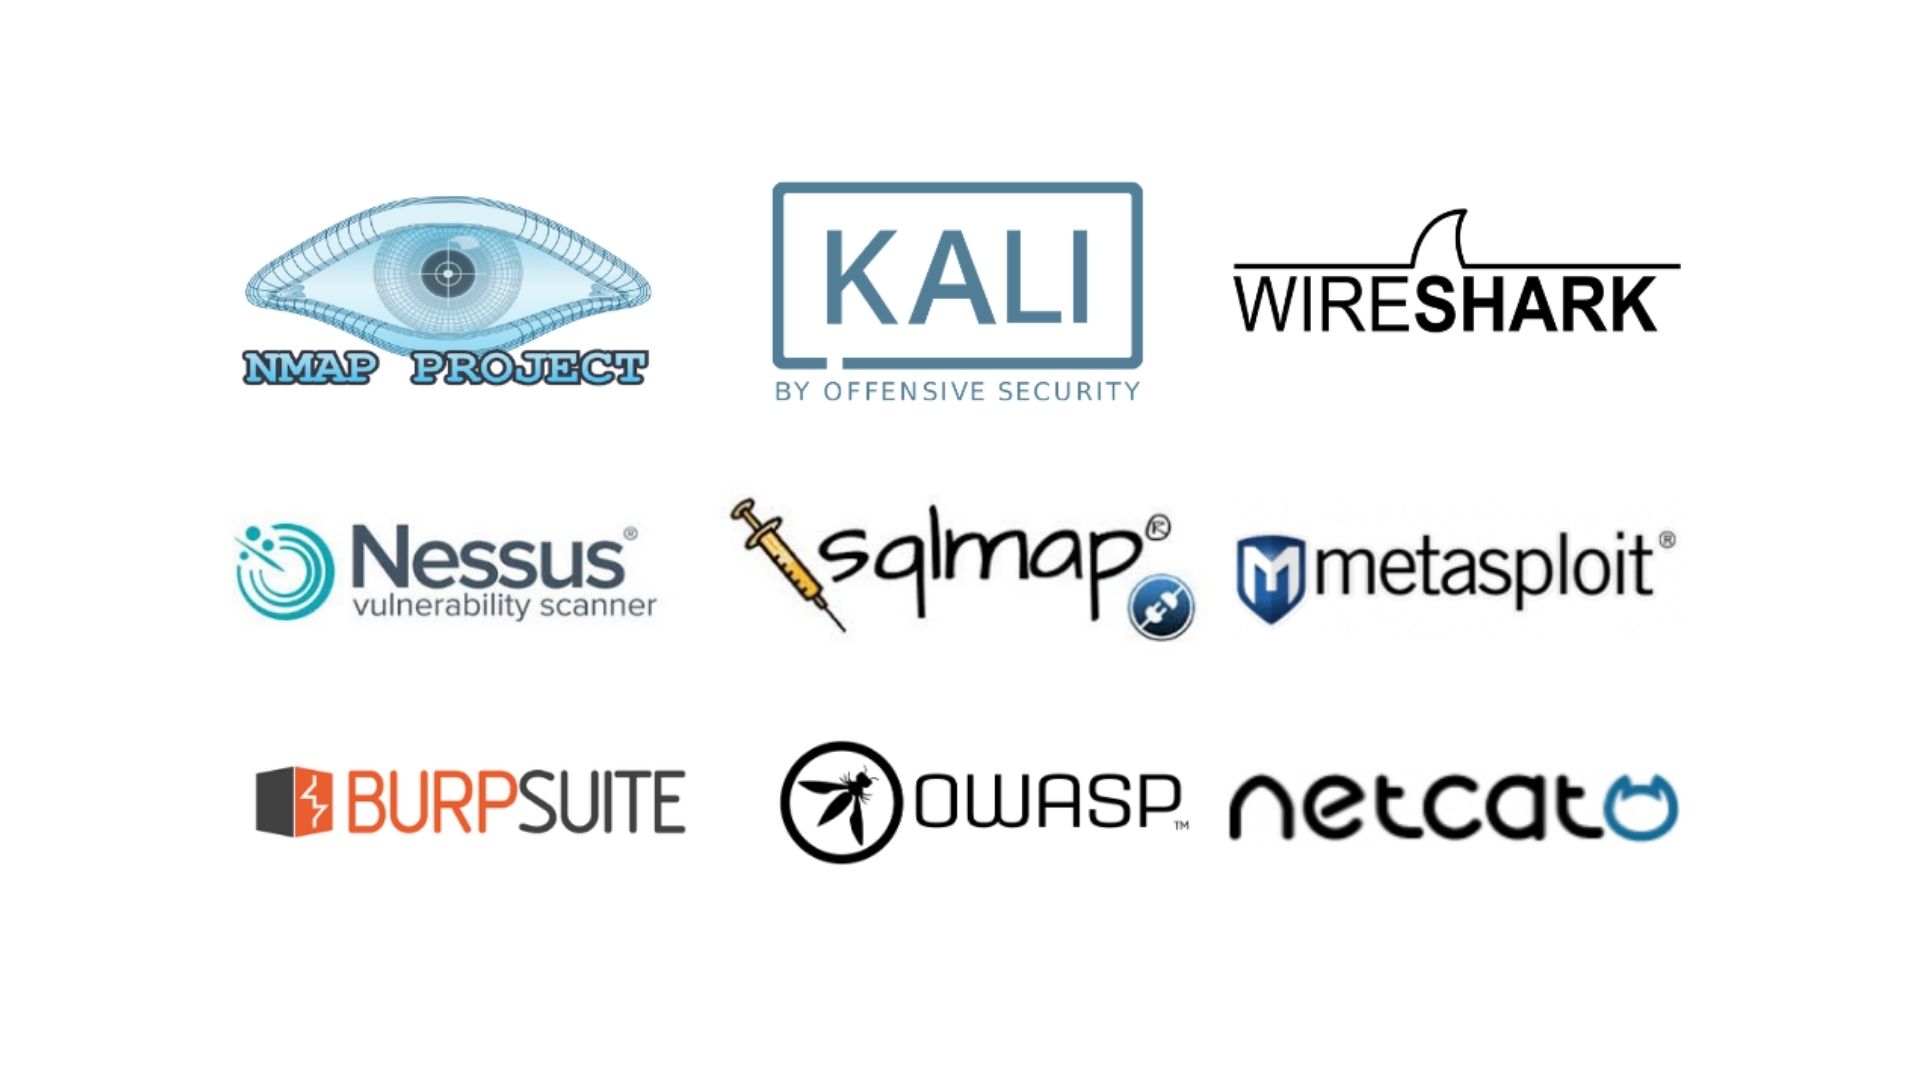 NMAP PROJECT
KALI
BY OFFENSIVE SECURITY
WIRESHARK
Nessus®
vulnerability scanner
sqlmap®
metasploit®
BURPSUITE
OWASP™
netcat